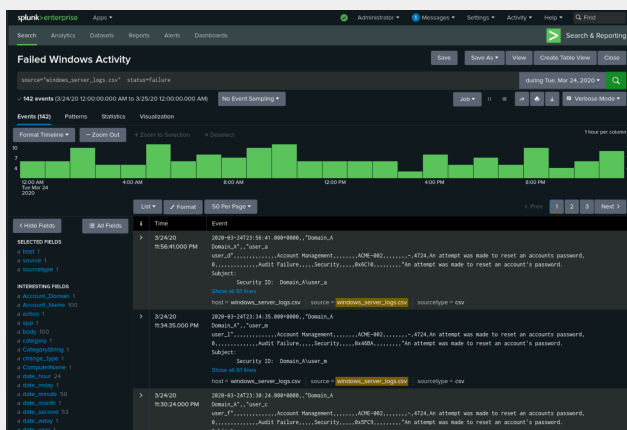 splunk>enterprise Apps Administrator 1 Messages Settings Activity Help Find
Search Analytics Datasets Reports Alerts Dashboards Search & Reporting
Failed Windows Activity Save Save As View Create Table View Close
source="windows_server_logs.csv" status=failure during Tue, Mar 24, 2020
142 events (3/24/20 12:00:00.000 AM to 3/25/20 12:00:00.000 AM) No Event Sampling Job Verbose Mode
Events (142) Patterns Statistics Visualization
Format Timeline — Zoom Out + Zoom to Selection × Deselect 1 hour per column
10
7
4
12:00 AM 4:00 AM 8:00 AM 12:00 PM 4:00 PM 8:00 PM
Tue Mar 24
2020
List Format 50 Per Page < Prev 1 2 3 Next >
< Hide Fields All Fields i Time Event
SELECTED FIELDS
a host 1
a source 1
a sourcetype 1
INTERESTING FIELDS
a Account_Domain 1
a Account_Name 100
a action 1
a app 1
a body 100
a category 1
a CategoryString 1
a change_type 1
a ComputerName 1
# date_hour 24
# date_mday 1
# date_minute 58
a date_month 1
# date_second 53
a date_wday 1
> 3/24/20 2020-03-24T23:56:41.000+0000,,"Domain_A
11:56:41.000 PM Domain_A",,"user_a
user_d",,,,,,,,,,,,,Account Management,,,,,,,,ACME-002,,,,,,,,-,4724,An attempt was made to reset an accounts password,
0,,,,,,,,,,,,Audit Failure,,,,Security,,,,,0x6C10,,,,,,,,,"An attempt was made to reset an account's password.
Subject:
Security ID: Domain_A\user_a
Show all 61 lines
host = windows_server_logs.csv source = windows_server_logs.csv sourcetype = csv
> 3/24/20 2020-03-24T23:34:35.000+0000,,"Domain_A
11:34:35.000 PM Domain_A",,"user_m
user_l",,,,,,,,,,,,,Account Management,,,,,,,,ACME-002,,,,,,,,-,4724,An attempt was made to reset an accounts password,
0,,,,,,,,,,,,Audit Failure,,,,Security,,,,,0x46BA,,,,,,,,,"An attempt was made to reset an account's password.
Subject:
Security ID: Domain_A\user_m
Show all 61 lines
host = windows_server_logs.csv source = windows_server_logs.csv sourcetype = csv
> 3/24/20 2020-03-24T23:30:24.000+0000,,"Domain_A
11:30:24.000 PM Domain_A",,"user_c
user_f",,,,,,,,,,,,,Account Management,,,,,,,,ACME-002,,,,,,,,-,4724,An attempt was made to reset an accounts password,
0,,,,,,,,,,,,Audit Failure,,,,Security,,,,,0x5FC9,,,,,,,,,"An attempt was made to reset an account's password.
Subject: